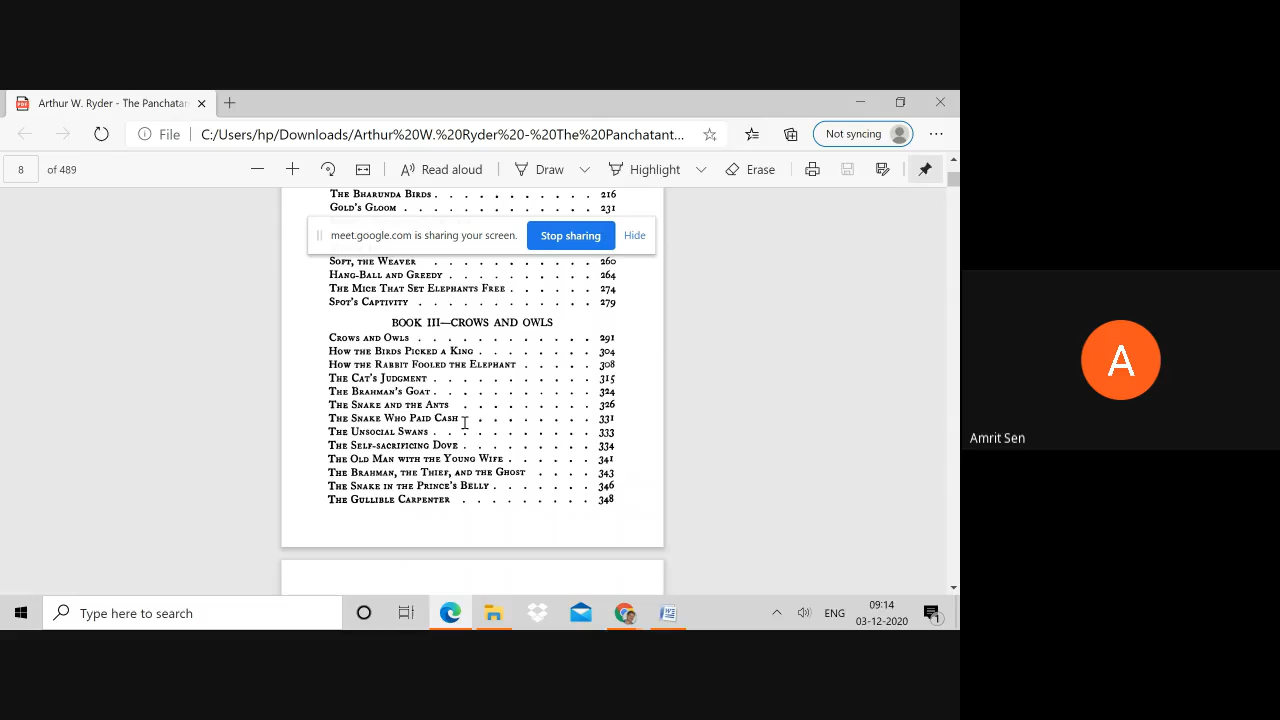 Arthur W. Ryder - The Panchatan
File
C:/Users/hp/Downloads/Arthur%20W.%20Ryder%20-%20The%20Panchatant...
Not syncing
8 of 489
Read aloud
Draw
Highlight
Erase
THE BHARUNDA BIRDS . . . . . . . . . . . . 216
GOLD'S GLOOM . . . . . . . . . . . . . 231
meet.google.com is sharing your screen. Stop sharing Hide
SOFT, THE WEAVER . . . . . . . . . . . 260
HANG-BALL AND GREEDY . . . . . . . . . . . 264
THE MICE THAT SET ELEPHANTS FREE . . . . . . . 274
SPOT'S CAPTIVITY . . . . . . . . . . . . 279
BOOK III—CROWS AND OWLS
CROWS AND OWLS . . . . . . . . . . . . 291
HOW THE BIRDS PICKED A KING . . . . . . . . 304
HOW THE RABBIT FOOLED THE ELEPHANT . . . . . 308
THE CAT'S JUDGMENT . . . . . . . . . . . 315
THE BRAHMAN'S GOAT . . . . . . . . . . . 324
THE SNAKE AND THE ANTS . . . . . . . . . 326
THE SNAKE WHO PAID CASH . . . . . . . . 331
THE UNSOCIAL SWANS . . . . . . . . . . . 333
THE SELF-SACRIFICING DOVE . . . . . . . . . 334
THE OLD MAN WITH THE YOUNG WIFE . . . . . . 341
THE BRAHMAN, THE THIEF, AND THE GHOST . . . . 343
THE SNAKE IN THE PRINCE'S BELLY . . . . . . . 346
THE GULLIBLE CARPENTER . . . . . . . . . 348
A
Amrit Sen
Type here to search
ENG
09:14
03-12-2020
1